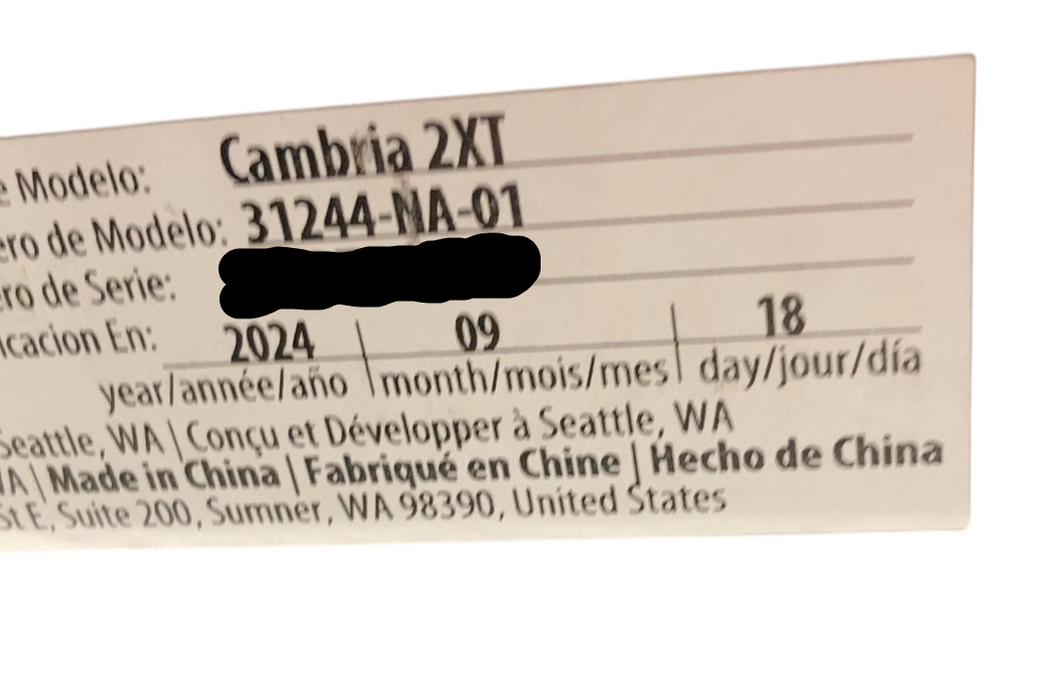 e Modelo: Cambria 2XT
ero de Modelo: 31244-NA-01
ero de Serie:
icacion En: 2024 | 09 | 18
year/année/año | month/mois/mes | day/jour/día
Seattle, WA | Conçu et Développer à Seattle, WA
VA | Made in China | Fabriqué en Chine | Hecho de China
St E, Suite 200, Sumner, WA 98390, United States